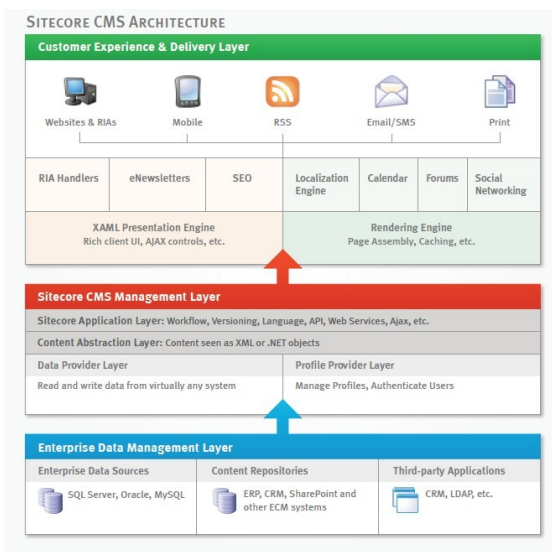 SITECORE CMS ARCHITECTURE
Customer Experience & Delivery Layer
Websites & RIAs
Mobile
RSS
Email/SMS
Print
RIA Handlers
eNewsletters
SEO
Localization
Engine
Calendar
Forums
Social
Networking
XAML Presentation Engine
Rich client UI, AJAX controls, etc.
Rendering Engine
Page Assembly, Caching, etc.
Sitecore CMS Management Layer
Sitecore Application Layer: Workflow, Versioning, Language, API, Web Services, Ajax, etc.
Content Abstraction Layer: Content seen as XML or .NET objects
Data Provider Layer
Read and write data from virtually any system
Profile Provider Layer
Manage Profiles, Authenticate Users
Enterprise Data Management Layer
Enterprise Data Sources
SQL Server, Oracle, MySQL
Content Repositories
ERP, CRM, SharePoint and
other ECM systems
Third-party Applications
CRM, LDAP, etc.